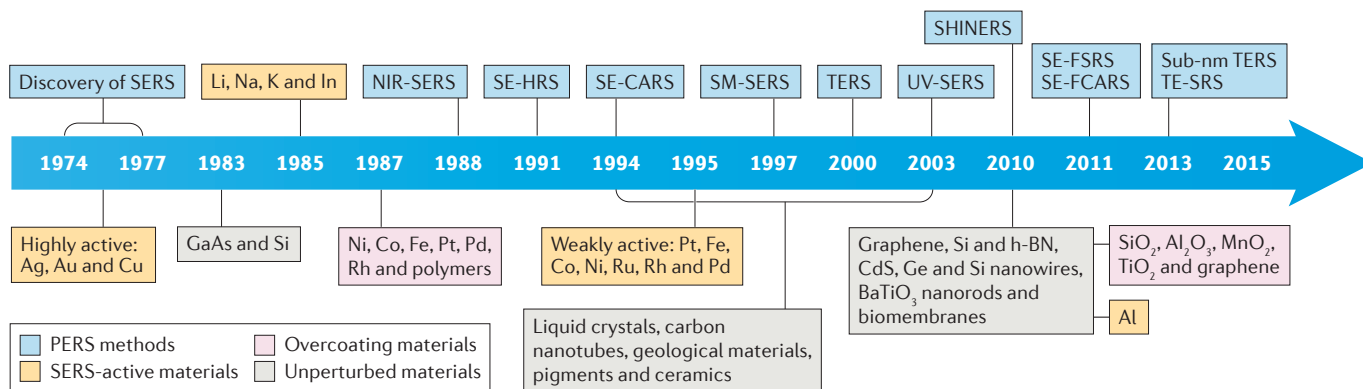 SHINERS
Discovery of SERS
Li, Na, K and In
NIR-SERS
SE-HRS
SE-CARS
SM-SERS
TERS
UV-SERS
SE-FSRS
SE-FCARS
Sub-nm TERS
TE-SRS
1974 1977 1983 1985 1987 1988 1991 1994 1995 1997 2000 2003 2010 2011 2013 2015
Highly active:
Ag, Au and Cu
GaAs and Si
Ni, Co, Fe, Pt, Pd,
Rh and polymers
Weakly active: Pt, Fe,
Co, Ni, Ru, Rh and Pd
Liquid crystals, carbon
nanotubes, geological materials,
pigments and ceramics
Graphene, Si and h-BN,
CdS, Ge and Si nanowires,
BaTiO₃ nanorods and
biomembranes
SiO₂, Al₂O₃, MnO₂,
TiO₂ and graphene
Al
PERS methods
SERS-active materials
Overcoating materials
Unperturbed materials